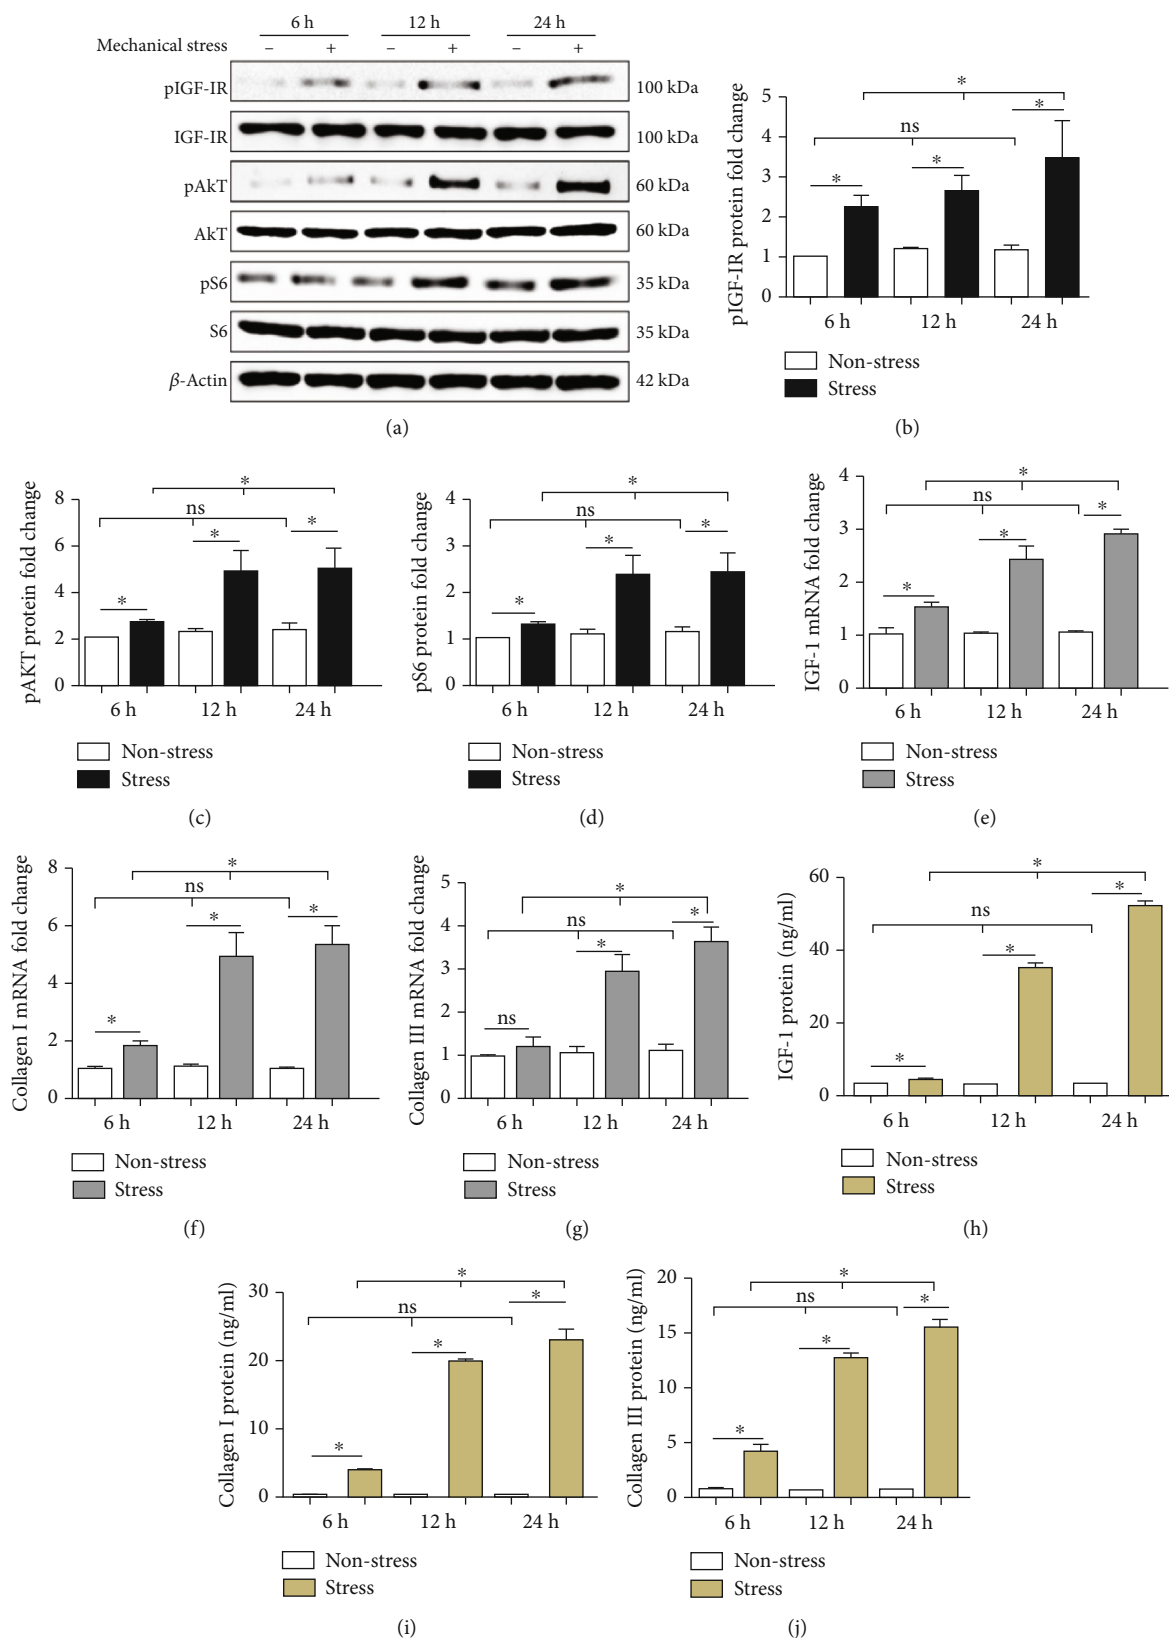 6 h 12 h 24 h
Mechanical stress – + – + – +
pIGF-IR 100 kDa
IGF-IR 100 kDa
pAkT 60 kDa
AkT 60 kDa
pS6 35 kDa
S6 35 kDa
β-Actin 42 kDa
(a)
pIGF-IR protein fold change
5
4
3
2
1
0
*
ns
*
*
*
6 h 12 h 24 h
Non-stress
Stress
(b)
pAKT protein fold change
8
6
4
2
0
*
ns
*
*
*
6 h 12 h 24 h
Non-stress
Stress
(c)
pS6 protein fold change
4
3
2
1
0
*
ns
*
*
*
6 h 12 h 24 h
Non-stress
Stress
(d)
IGF-1 mRNA fold change
4
3
2
1
0
*
ns
*
*
*
6 h 12 h 24 h
Non-stress
Stress
(e)
Collagen I mRNA fold change
8
6
4
2
0
*
ns
*
*
*
6 h 12 h 24 h
Non-stress
Stress
(f)
Collagen III mRNA fold change
5
4
3
2
1
0
*
ns
*
*
ns
6 h 12 h 24 h
Non-stress
Stress
(g)
IGF-1 protein (ng/ml)
60
40
20
0
*
*
ns
*
*
6 h 12 h 24 h
Non-stress
Stress
(h)
Collagen I protein (ng/ml)
30
20
10
0
*
*
ns
*
*
6 h 12 h 24 h
Non-stress
Stress
(i)
Collagen III protein (ng/ml)
20
15
10
5
0
*
ns
*
*
*
6 h 12 h 24 h
Non-stress
Stress
(j)